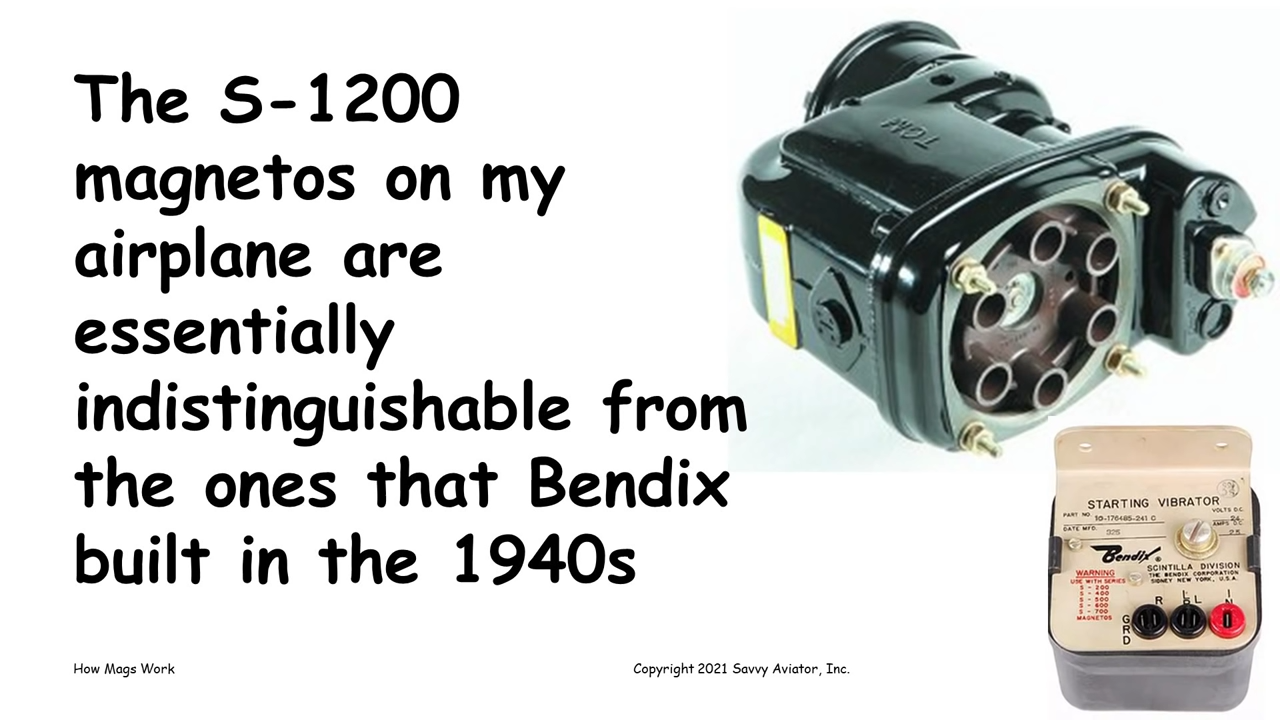 The S-1200
magnetos on my
airplane are
essentially
indistinguishable from
the ones that Bendix
built in the 1940s
TCM
STARTING VIBRATOR
PART NO. 10-176485-241 G
VOLTS D.C.
24
DATE MFD. 325
AMPS D.C.
Bendix®
SCINTILLA DIVISION
THE BENDIX CORPORATION
SIDNEY NEW YORK, U.S.A.
WARNING
USE WITH SERIES
S - 200
S - 400
S - 500
S - 600
S - 700
MAGNETOS
R L IN
GRD
How Mags Work
Copyright 2021 Savvy Aviator, Inc.